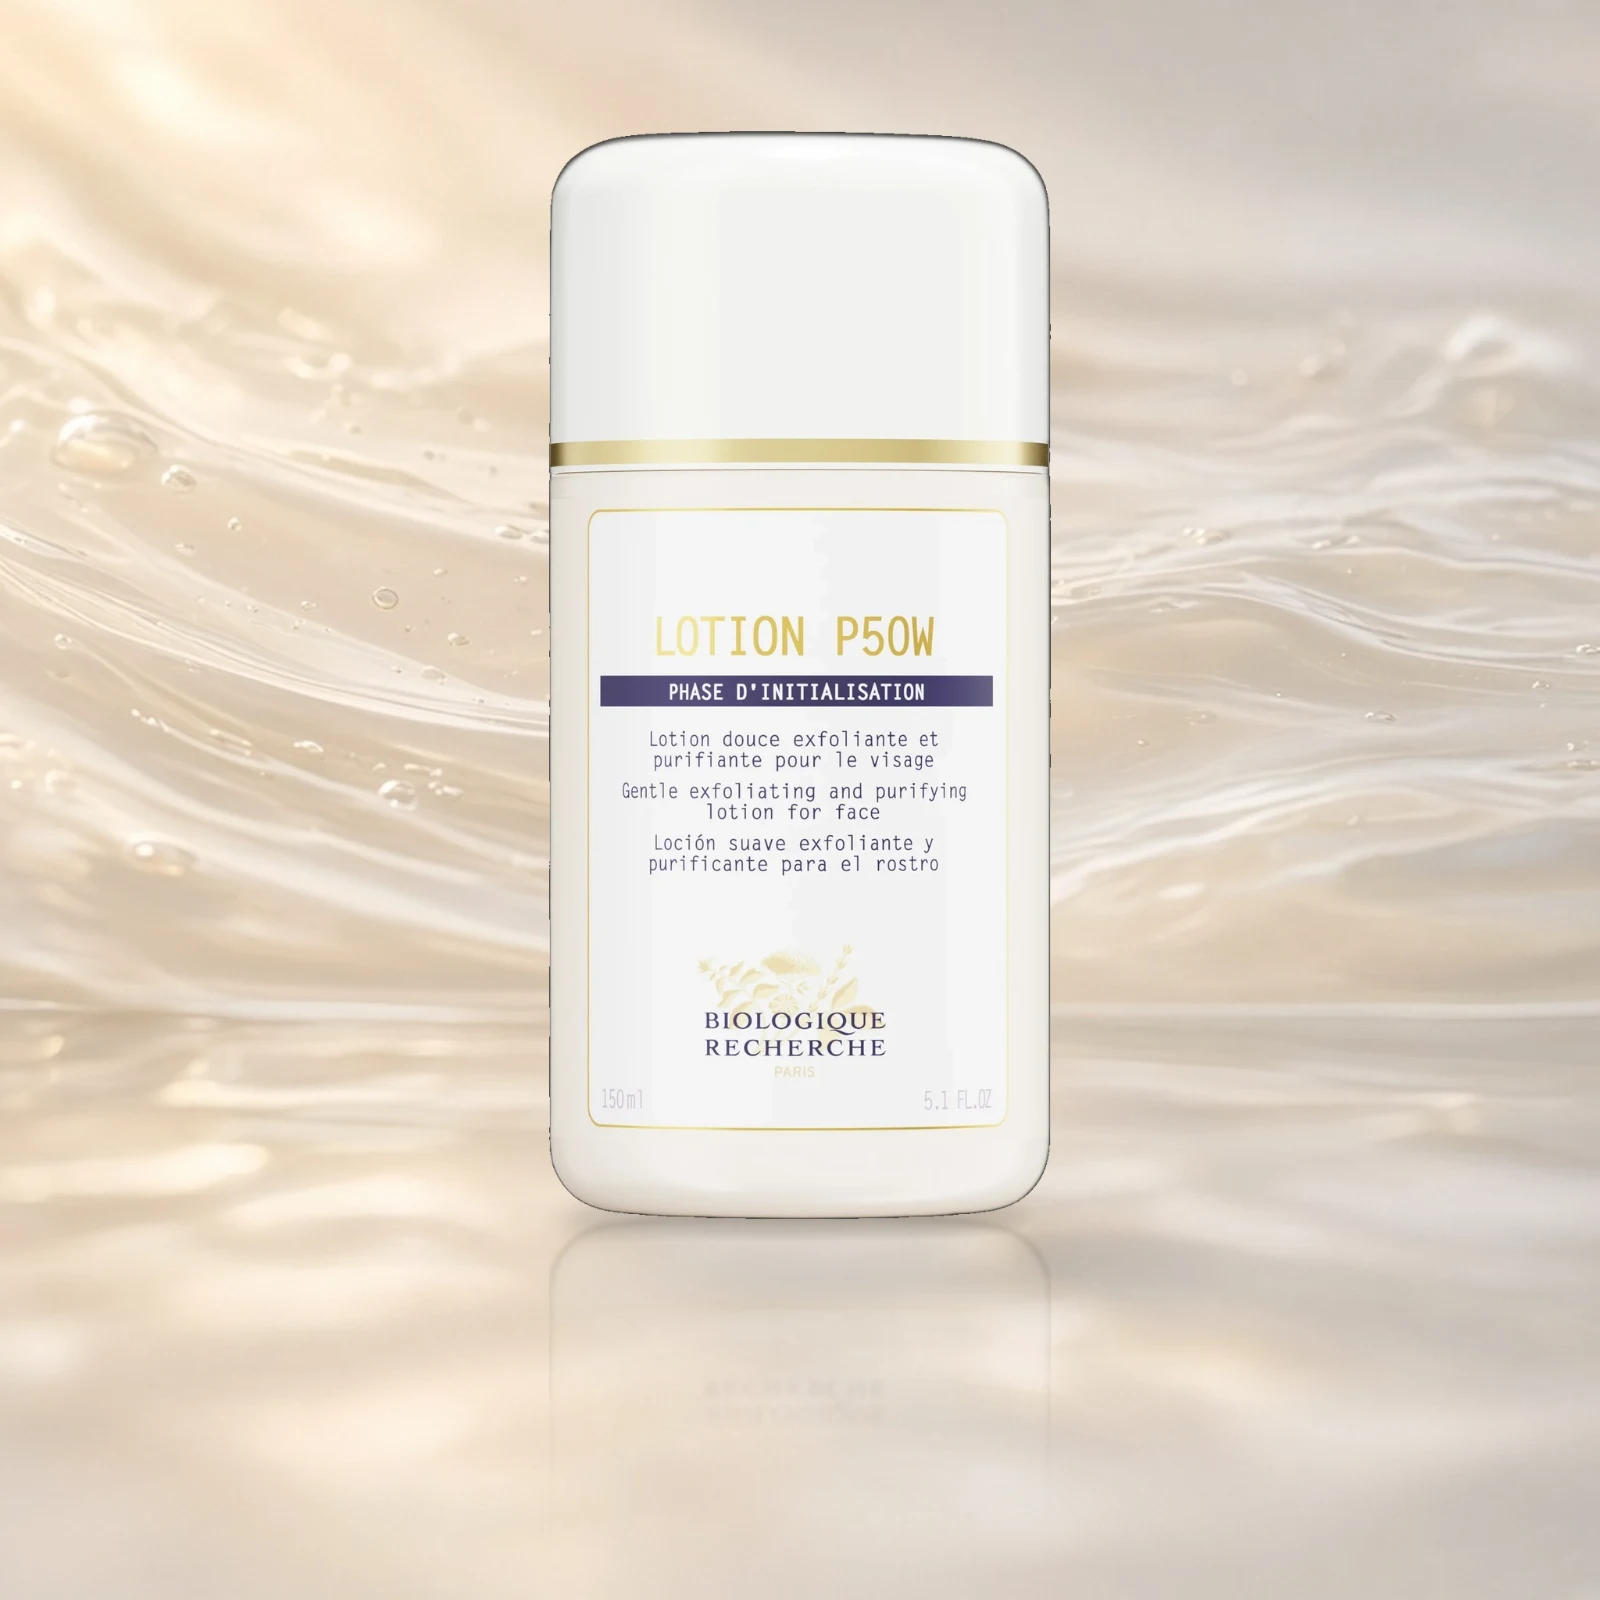 LOTION P50W
PHASE D'INITIALISATION
Lotion douce exfoliante et
purifiante pour le visage
Gentle exfoliating and purifying
lotion for face
Loción suave exfoliante y
purificante para el rostro
BIOLOGIQUE
RECHERCHE
PARIS
150ml
5.1 FL.OZ